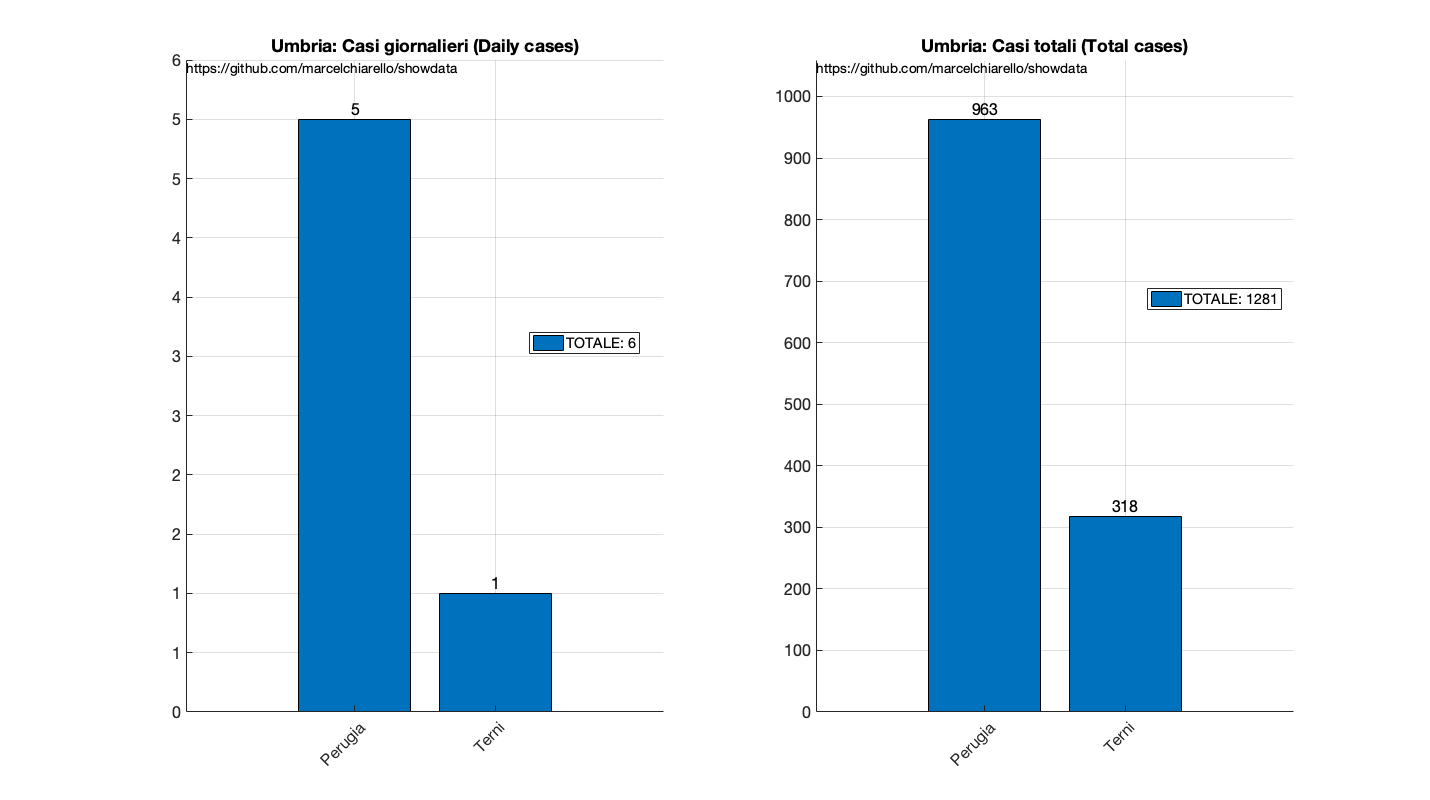 Umbria: Casi giornalieri (Daily cases)
https://github.com/marcelchiarello/showdata
6
5
5
4
4
3
3
2
2
1
1
0
5
1
TOTALE: 6
Perugia
Terni
Umbria: Casi totali (Total cases)
https://github.com/marcelchiarello/showdata
1000
900
800
700
600
500
400
300
200
100
0
963
318
TOTALE: 1281
Perugia
Terni